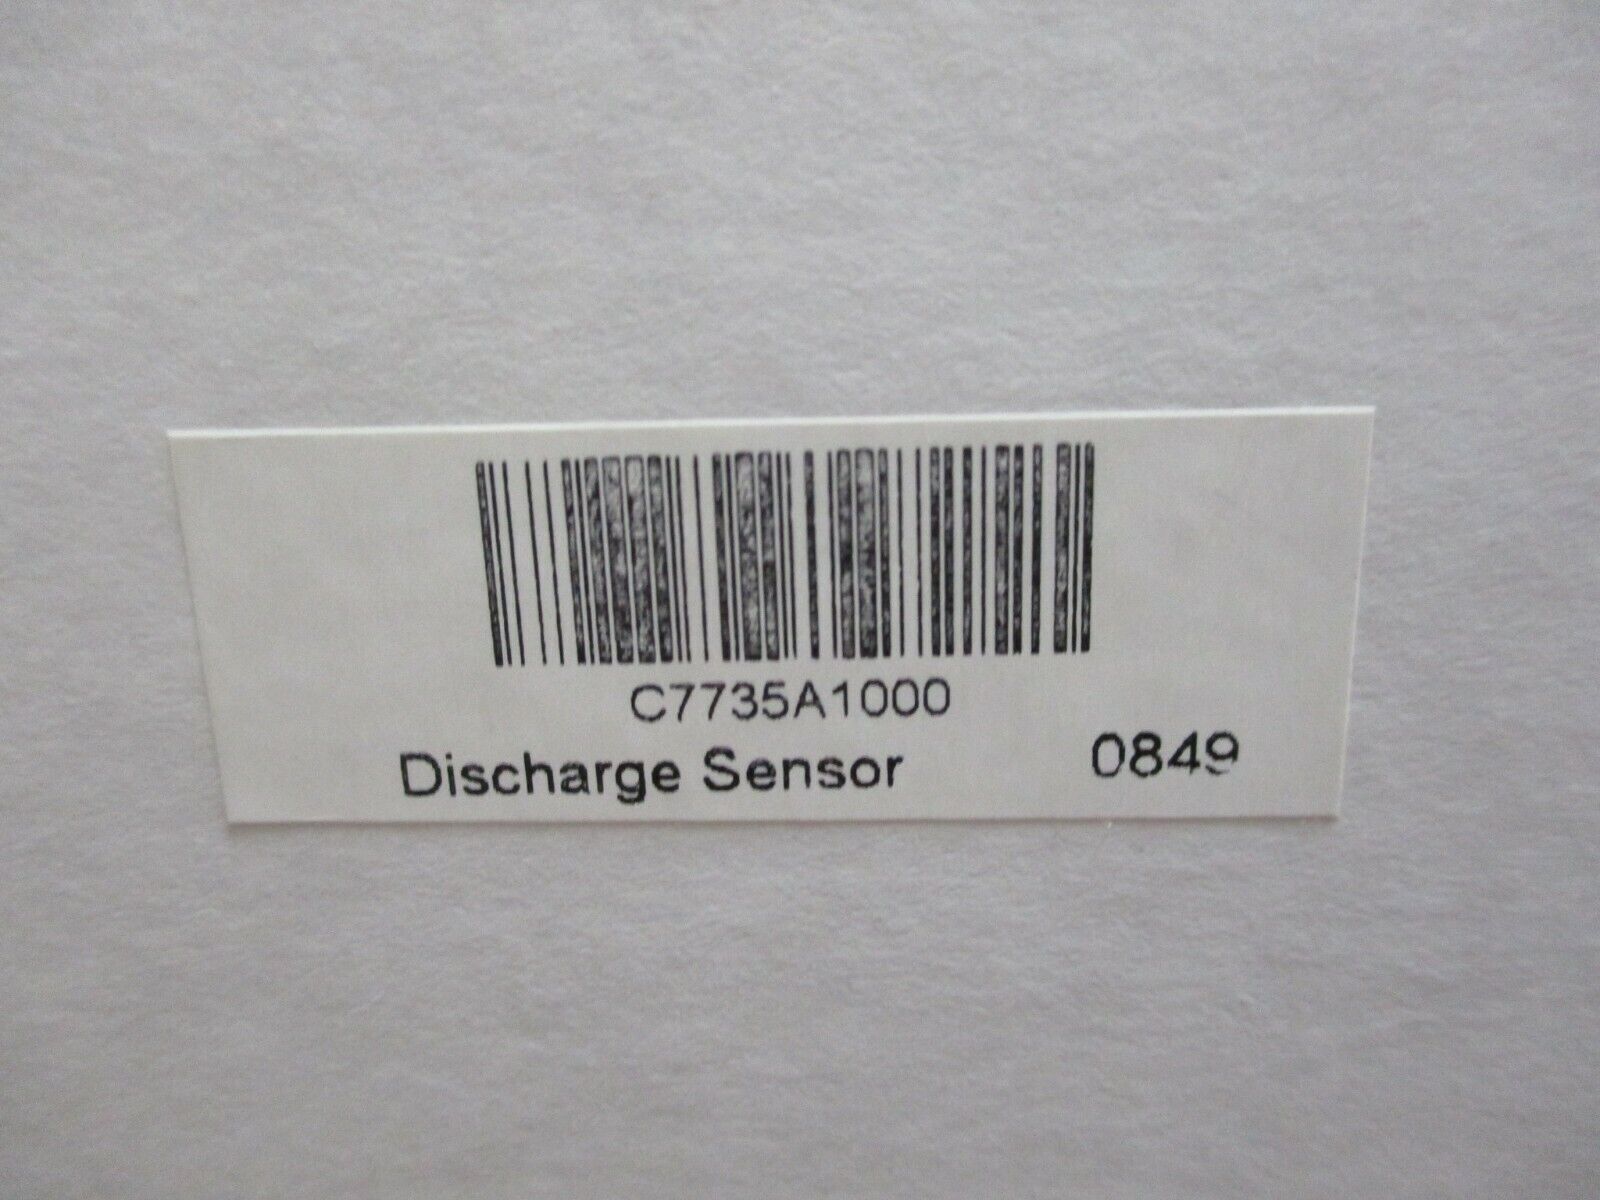 C7735A1000
Discharge Sensor 0849